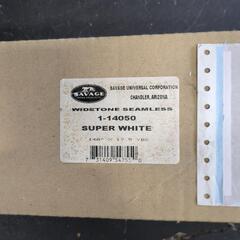 SAVAGE
SAVAGE UNIVERSAL CORPORATION
CHANDLER, ARIZONA
WIDETONE SEAMLESS
1-14050
SUPER WHITE